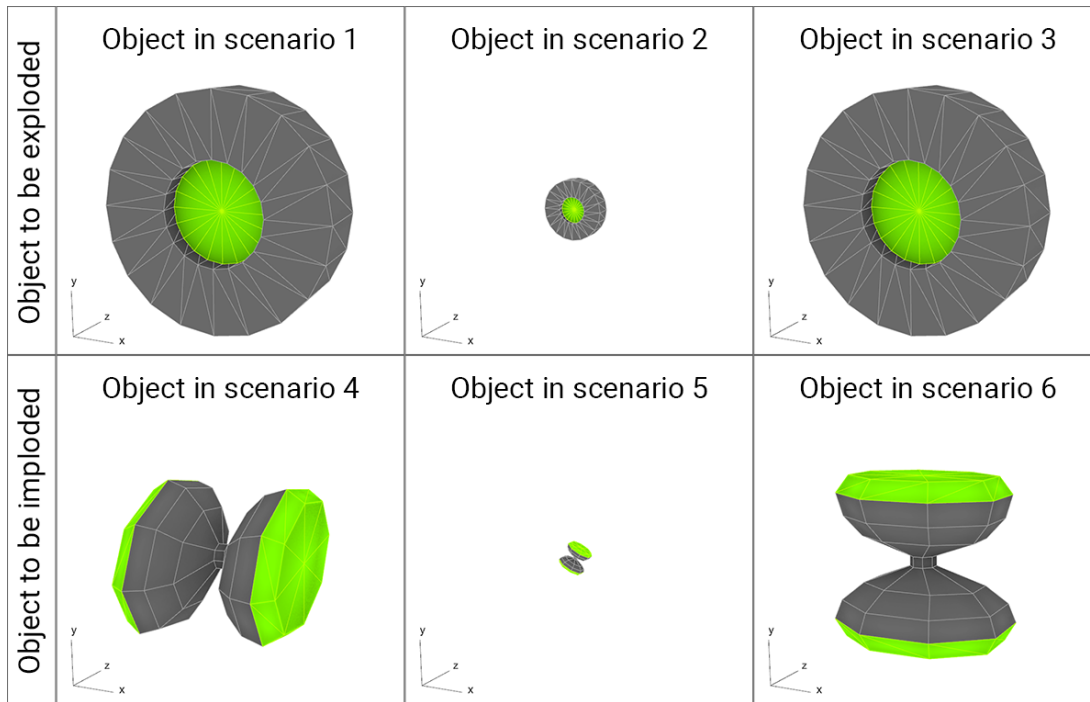 Object to be exploded
Object in scenario 1
y
z
x
Object in scenario 2
y
z
x
Object in scenario 3
y
z
x
Object to be imploded
Object in scenario 4
y
z
x
Object in scenario 5
y
z
x
Object in scenario 6
y
z
x